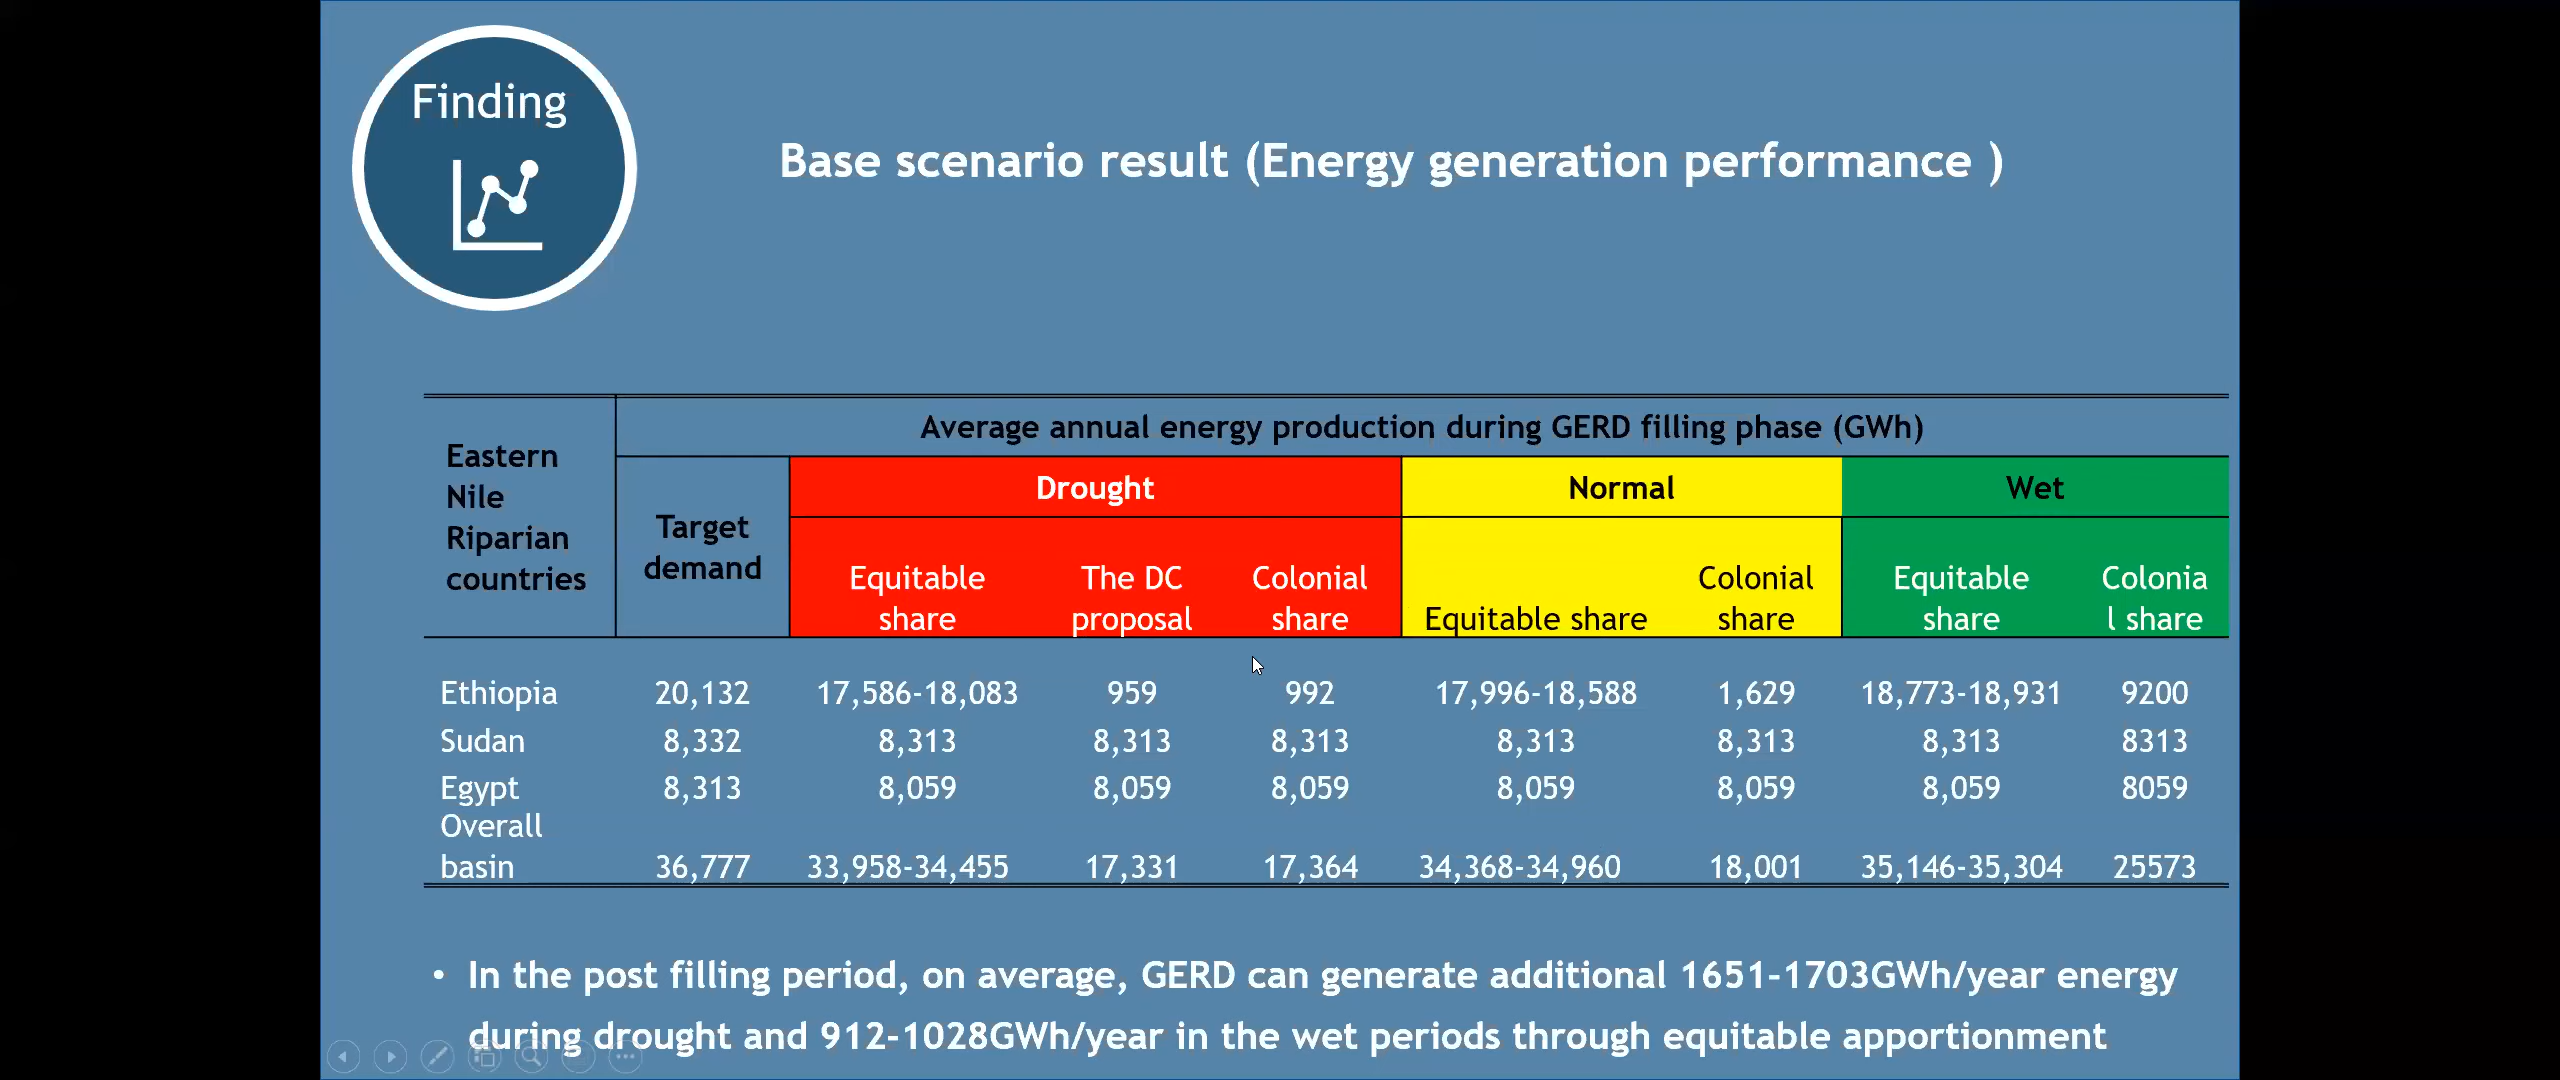 Finding
Base scenario result (Energy generation performance )
Eastern
Nile
Riparian
countries
Average annual energy production during GERD filling phase (GWh)
Target
demand
Drought
Normal
Wet
Equitable
share
The DC
proposal
Colonial
share
Equitable share
Colonial
share
Equitable
share
Colonia
l share
Ethiopia 20,132 17,586-18,083 959 992 17,996-18,588 1,629 18,773-18,931 9200
Sudan 8,332 8,313 8,313 8,313 8,313 8,313 8,313 8313
Egypt 8,313 8,059 8,059 8,059 8,059 8,059 8,059 8059
Overall
basin 36,777 33,958-34,455 17,331 17,364 34,368-34,960 18,001 35,146-35,304 25573
• In the post filling period, on average, GERD can generate additional 1651-1703GWh/year energy
during drought and 912-1028GWh/year in the wet periods through equitable apportionment